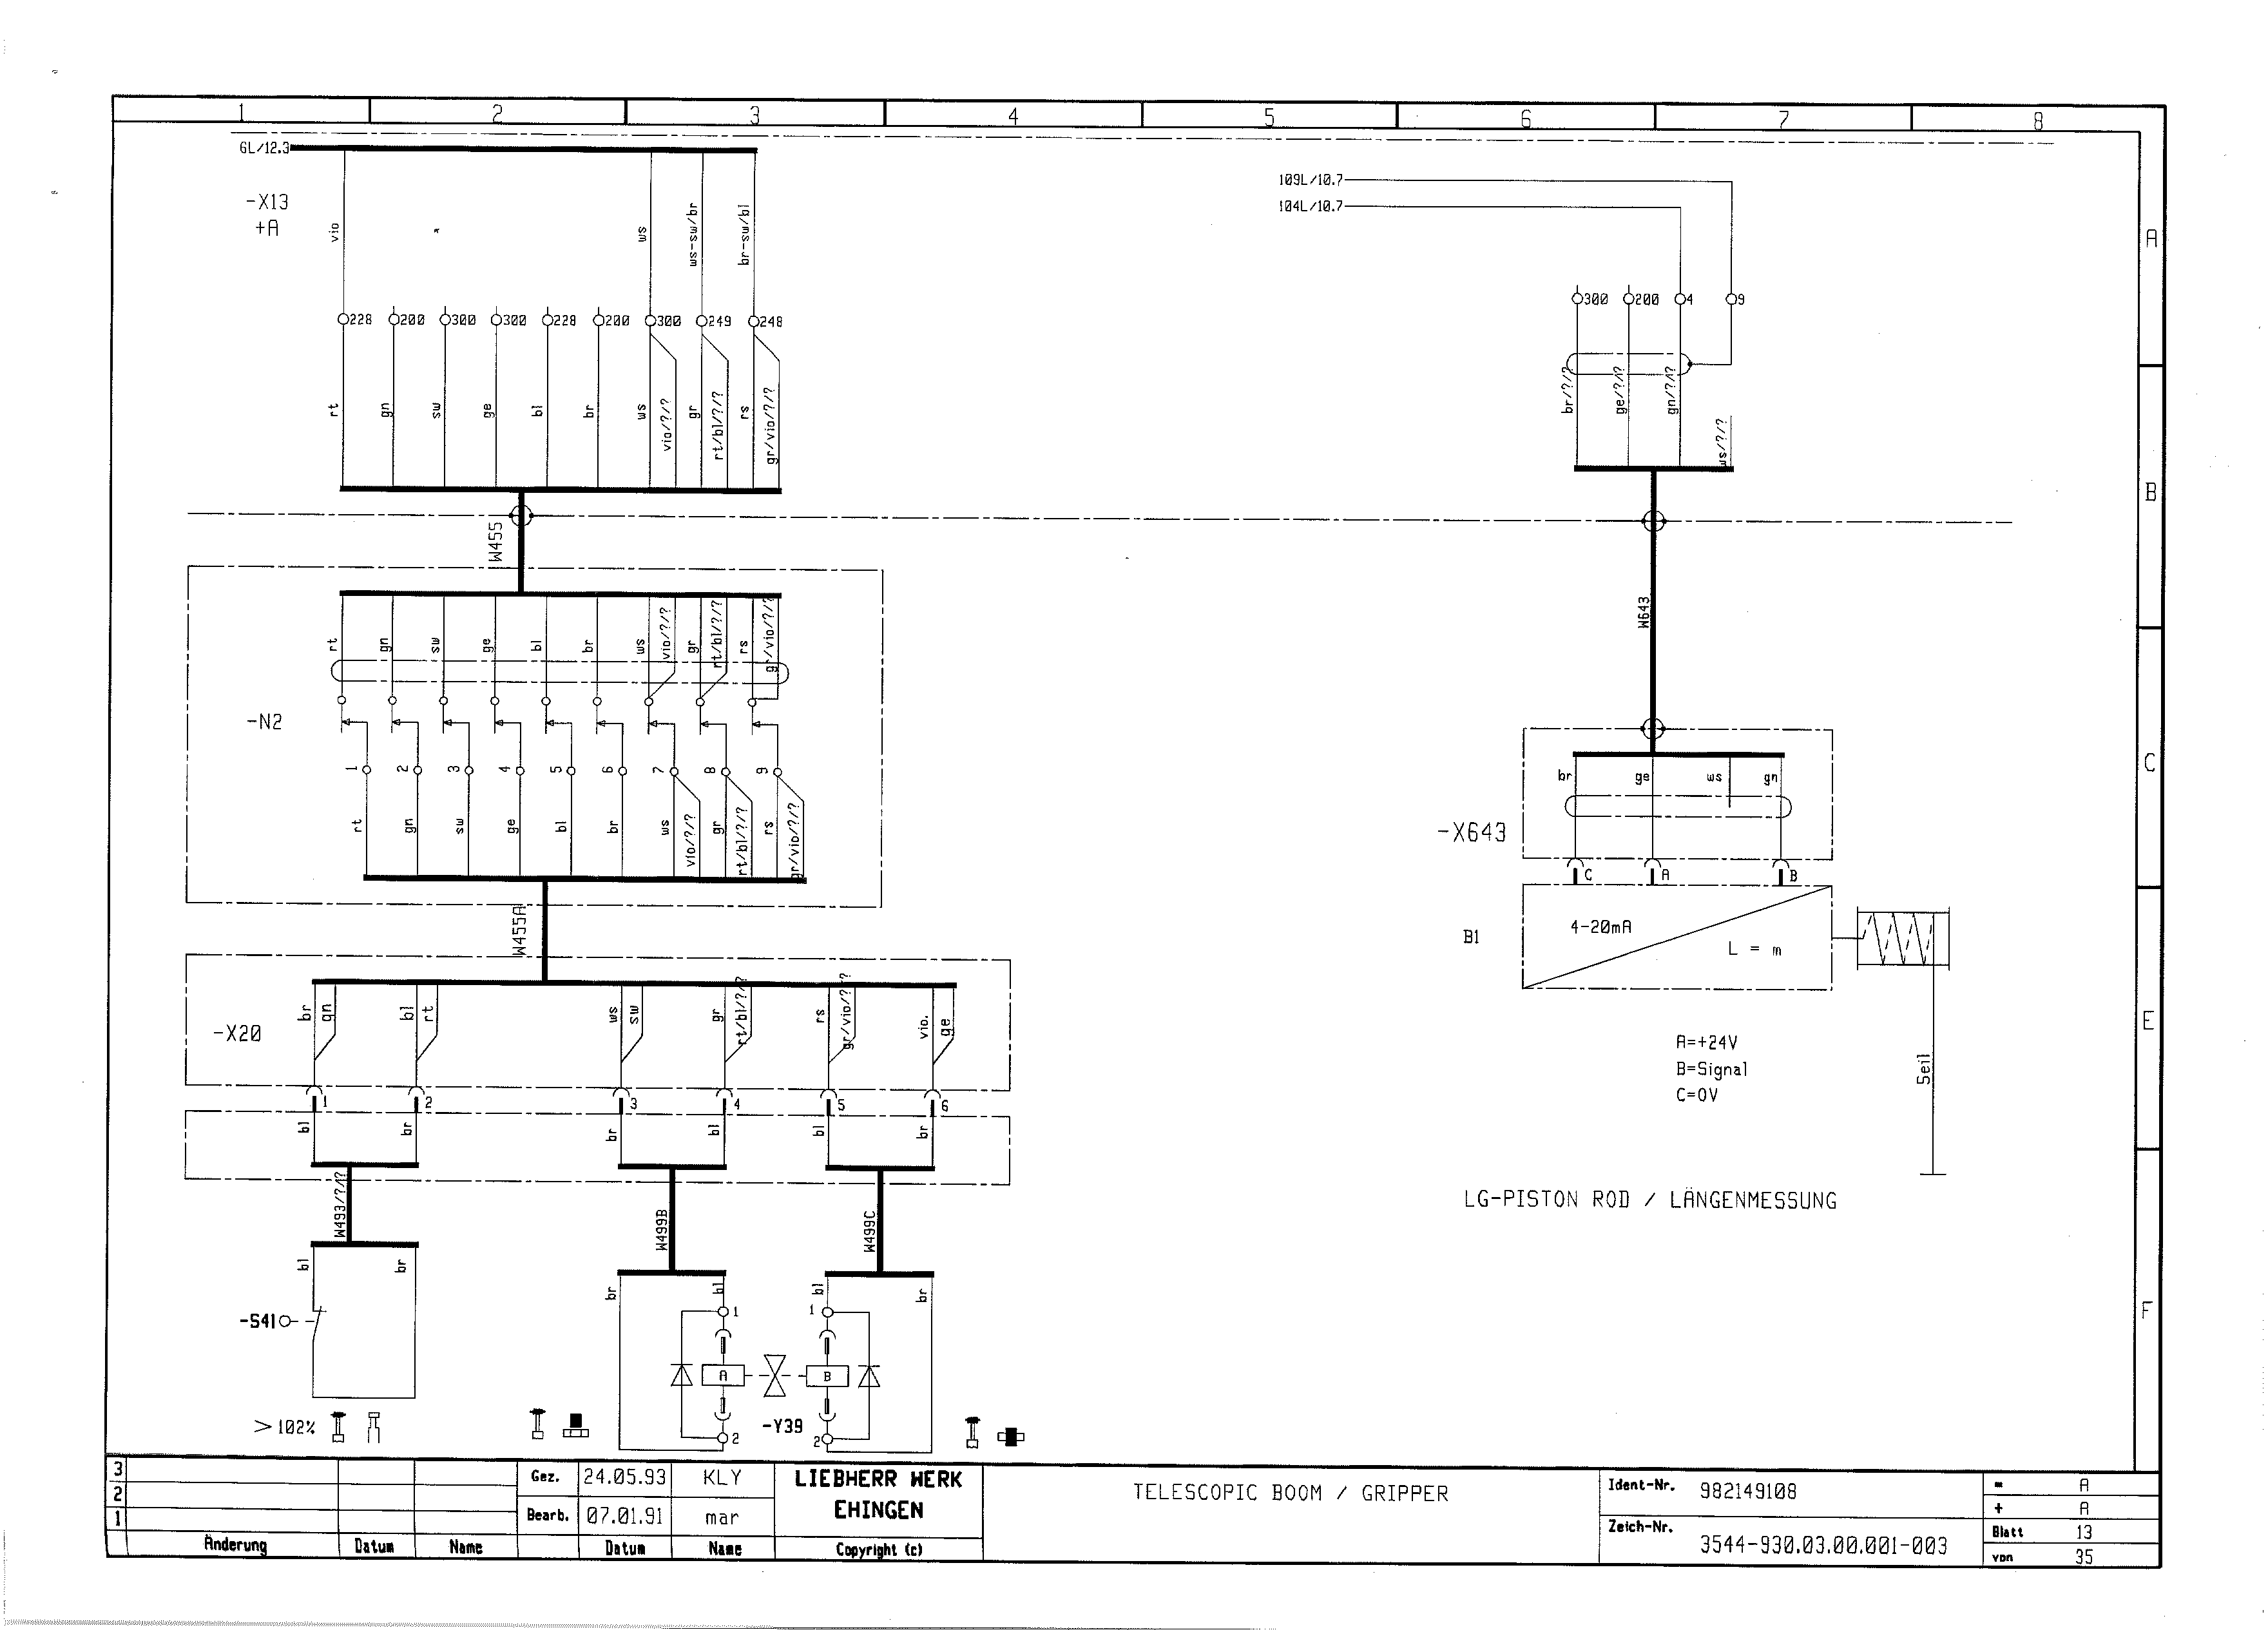 1 2 3 4 5 6 7 8
GL/12.3
-X13
+A
vio ws ws-sw/br br-sw/bl
228 200 300 300 228 200 300 249 248
rt gn sw ge bl br ws vio/?/? gr rt/bl/?/? rs gr/vio/?/?
109L/10.7
104L/10.7
300 200 4 9
br/?/? ge/?/? gn/?/? ws/?/?
A
B
C
E
F
W455
rt gn sw ge bl br ws vio/?/? gr rt/bl/?/? rs gr/vio/?/?
-N2
1 2 3 4 5 6 7 8 9
rt gn sw ge bl br ws vio/?/? gr rt/bl/?/? rs gr/vio/?/?
W455A
br gn bl rt ws sw gr rt/bl/?/? rs gr/vio/?/? vio. ge
-X20
1 2 3 4 5 6
bl br br bl bl br
W493/?/? W499B W499C
bl br br bl bl br
-S41
1 1
A B
-Y39
2 2
> 102%
W643
br ge ws gn
-X643
C A B
B1
4-20mA
L = m
A=+24V
B=Signal
C=0V
Seil
LG-PISTON ROD / LÄNGENMESSUNG
3
2
1
Änderung Datum Name
Gez. 24.05.93 KLY
Bearb. 07.01.91 mar
Datum Name
LIEBHERR WERK
EHINGEN
Copyright (c)
TELESCOPIC BOOM / GRIPPER
Ident-Nr. 982149108
Zeich-Nr. 3544-930.03.00.001-003
= A
+ A
Blatt 13
von 35